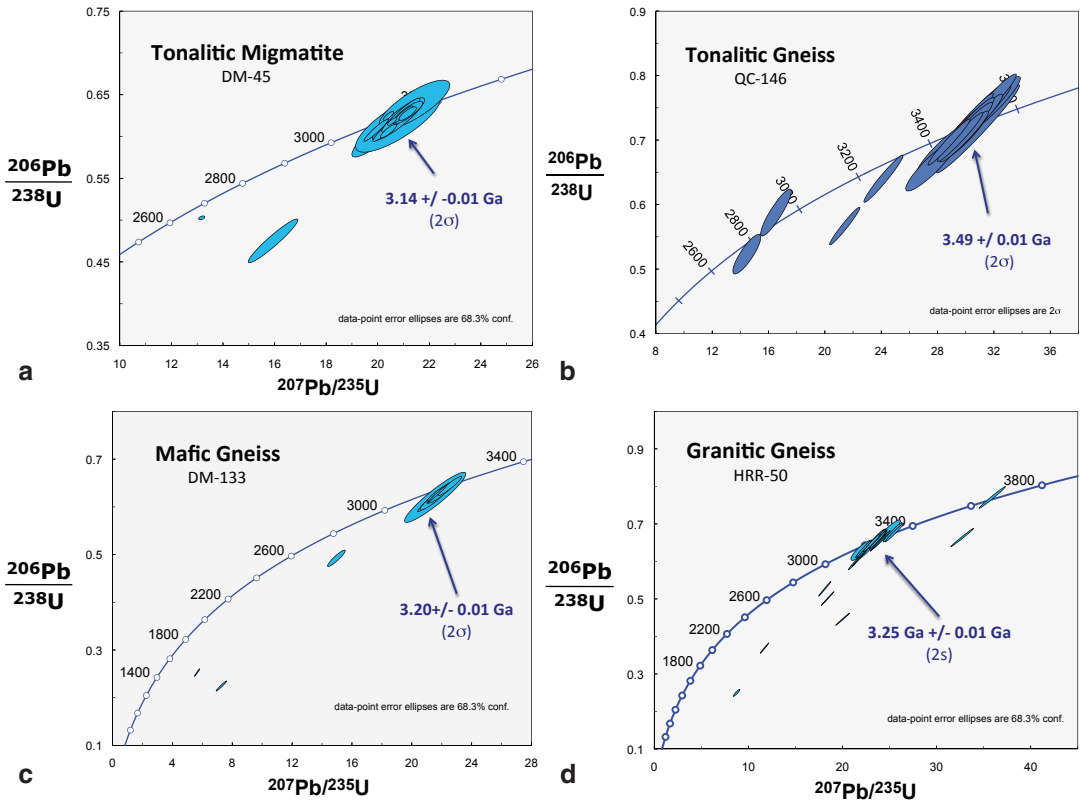 Tonalitic Migmatite
DM-45
206Pb
238U
0.75
0.65
0.55
0.45
0.35
2600
2800
3000
3.14 +/ -0.01 Ga
(2σ)
data-point error ellipses are 68.3% conf.
10 12 14 16 18 20 22 24 26
a
207Pb/235U
Tonalitic Gneiss
QC-146
206Pb
238U
0.9
0.8
0.7
0.6
0.5
0.4
2600
2800
3000
3200
3400
3.49 +/ 0.01 Ga
(2σ)
data-point error ellipses are 2σ
8 12 16 20 24 28 32 36
b
207Pb/235U
Mafic Gneiss
DM-133
206Pb
238U
0.7
0.5
0.3
0.1
1400
1800
2200
2600
3000
3400
3.20+/- 0.01 Ga
(2σ)
data-point error ellipses are 68.3% conf.
0 4 8 12 16 20 24 28
c
207Pb/235U
Granitic Gneiss
HRR-50
206Pb
238U
0.9
0.7
0.5
0.3
0.1
1800
2200
2600
3000
3400
3800
3.25 Ga +/- 0.01 Ga
(2s)
data-point error ellipses are 68.3% conf.
0 10 20 30 40
d
207Pb/235U